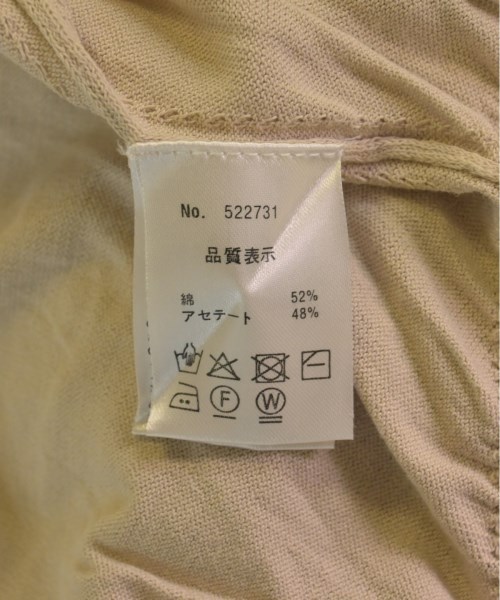 No. 522731
品質表示
綿 52%
アセテート 48%
F W